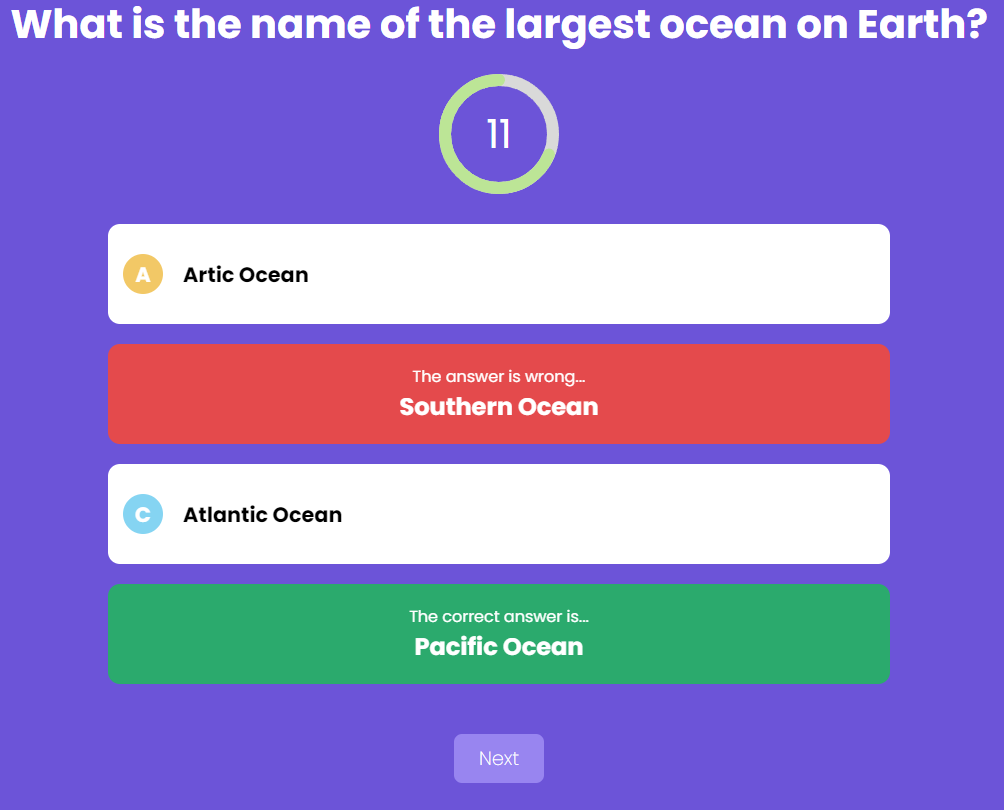 What is the name of the largest ocean on Earth?
11
A Artic Ocean
The answer is wrong...
Southern Ocean
C Atlantic Ocean
The correct answer is...
Pacific Ocean
Next